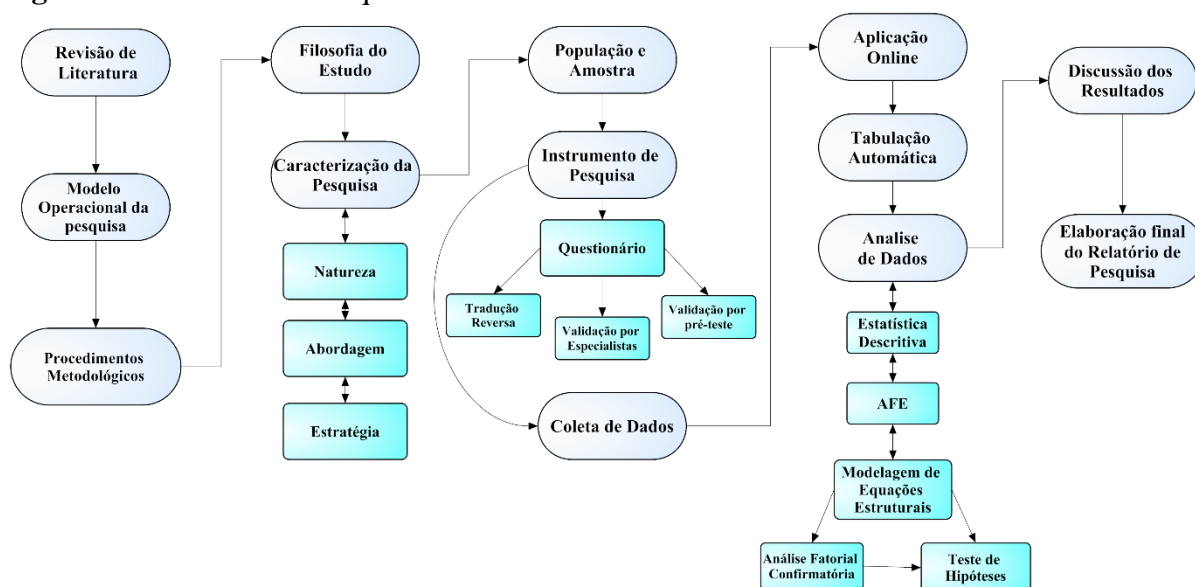 Revisão de
Literatura
Modelo
Operacional da
pesquisa
Procedimentos
Metodológicos
Filosofia do
Estudo
Caracterização da
Pesquisa
Natureza
Abordagem
Estratégia
População e
Amostra
Instrumento de
Pesquisa
Questionário
Tradução
Reversa
Validação por
Especialistas
Validação por
pré-teste
Coleta de Dados
Aplicação
Online
Tabulação
Automática
Analise
de Dados
Estatística
Descritiva
AFE
Modelagem de
Equações
Estruturais
Análise Fatorial
Confirmatória
Teste de
Hipóteses
Discussão dos
Resultados
Elaboração final
do Relatório de
Pesquisa